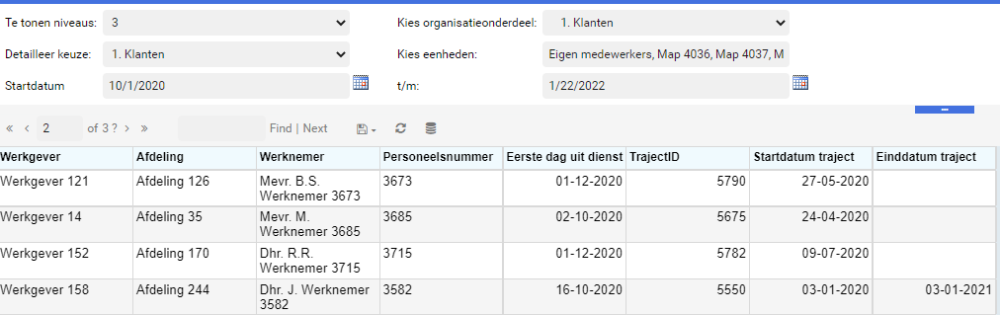 Te tonen niveaus: 3 Kies organisatieonderdeel: 1. Klanten
Detailleer keuze: 1. Klanten Kies eenheden: Eigen medewerkers, Map 4036, Map 4037, M
Startdatum 10/1/2020 t/m: 1/22/2022
« ‹ 2 of 3 ? › » Find | Next
Werkgever Afdeling Werknemer Personeelsnummer Eerste dag uit dienst TrajectID Startdatum traject Einddatum traject
Werkgever 121 Afdeling 126 Mevr. B.S. 3673 01-12-2020 5790 27-05-2020
Werknemer 3673
Werkgever 14 Afdeling 35 Mevr. M. 3685 02-10-2020 5675 24-04-2020
Werknemer 3685
Werkgever 152 Afdeling 170 Dhr. R.R. 3715 01-12-2020 5782 09-07-2020
Werknemer 3715
Werkgever 158 Afdeling 244 Dhr. J. Werknemer 3582 16-10-2020 5550 03-01-2020 03-01-2021
3582